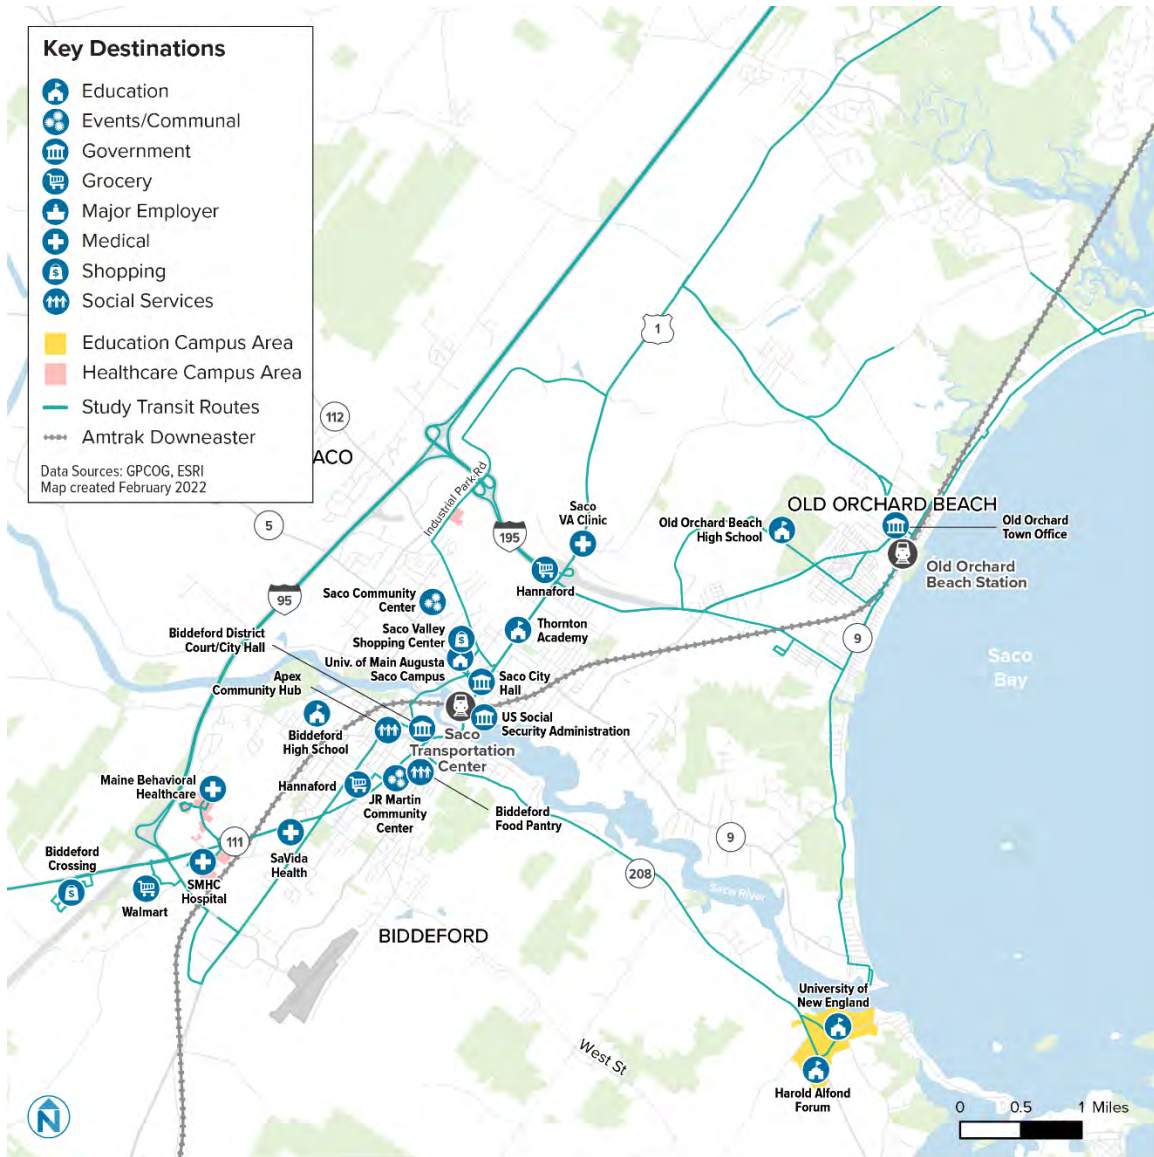 Key Destinations
Education
Events/Communal
Government
Grocery
Major Employer
Medical
Shopping
Social Services
Education Campus Area
Healthcare Campus Area
Study Transit Routes
Amtrak Downeaster
Data Sources: GPCOG, ESRI
Map created February 2022
1
112
ACO
Industrial Park Rd
5
195
95
Saco
VA Clinic
Old Orchard Beach
High School
OLD ORCHARD BEACH
Old Orchard
Town Office
Old Orchard
Beach Station
Hannaford
Saco Community
Center
Thornton
Academy
Biddeford District
Court/City Hall
Saco Valley
Shopping Center
Univ. of Main Augusta
Saco Campus
9
Saco
Bay
Apex
Community Hub
Saco City
Hall
US Social
Security Administration
Biddeford
High School
Saco
Transportation
Center
Maine Behavioral
Healthcare
Hannaford
JR Martin
Community
Center
Biddeford
Food Pantry
111
9
Biddeford
Crossing
SaVida
Health
208
Saco River
Walmart
SMHC
Hospital
BIDDEFORD
University of
New England
West St
Harold Alfond
Forum
N
0 0.5 1 Miles